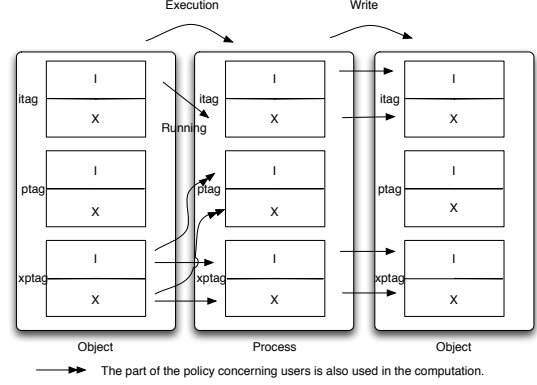 Execution Write
itag I I I
X X X
itag itag
Running
ptag I I I
X X X
ptag ptag
xptag I I I
X X X
xptag xptag
Object Process Object
The part of the policy concerning users is also used in the computation.